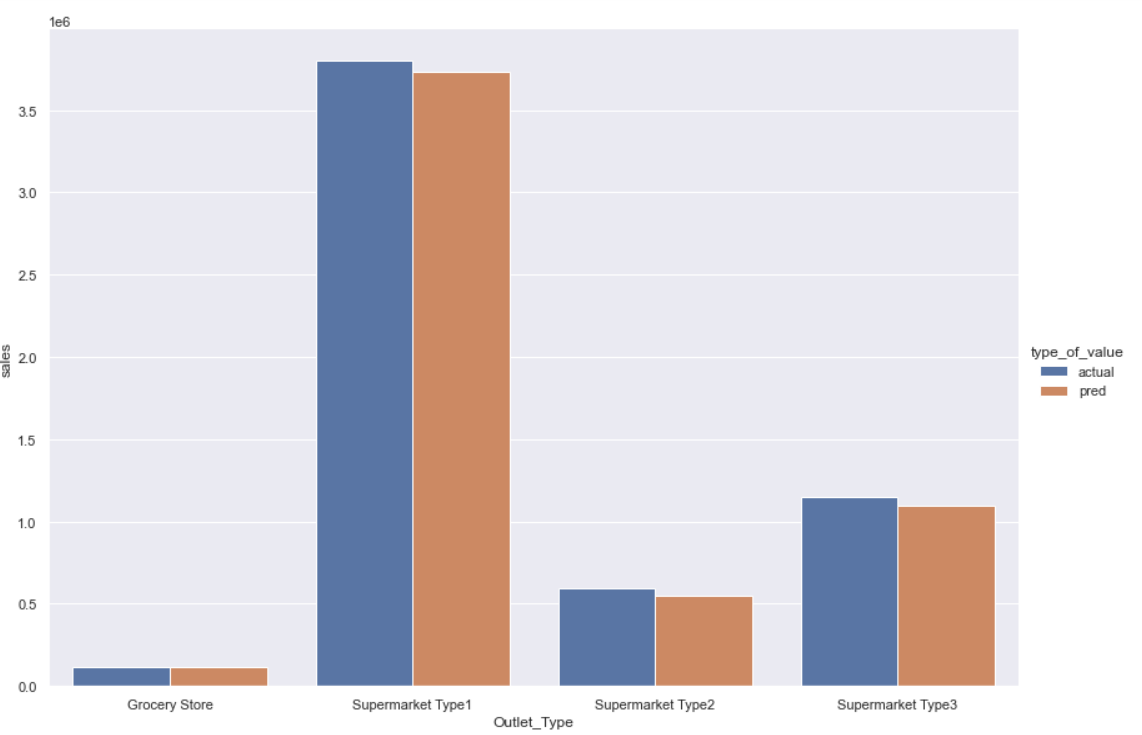 1e6
3.5
3.0
2.5
2.0
1.5
1.0
0.5
0.0
sales
Grocery Store Supermarket Type1 Supermarket Type2 Supermarket Type3
Outlet_Type
type_of_value
actual
pred